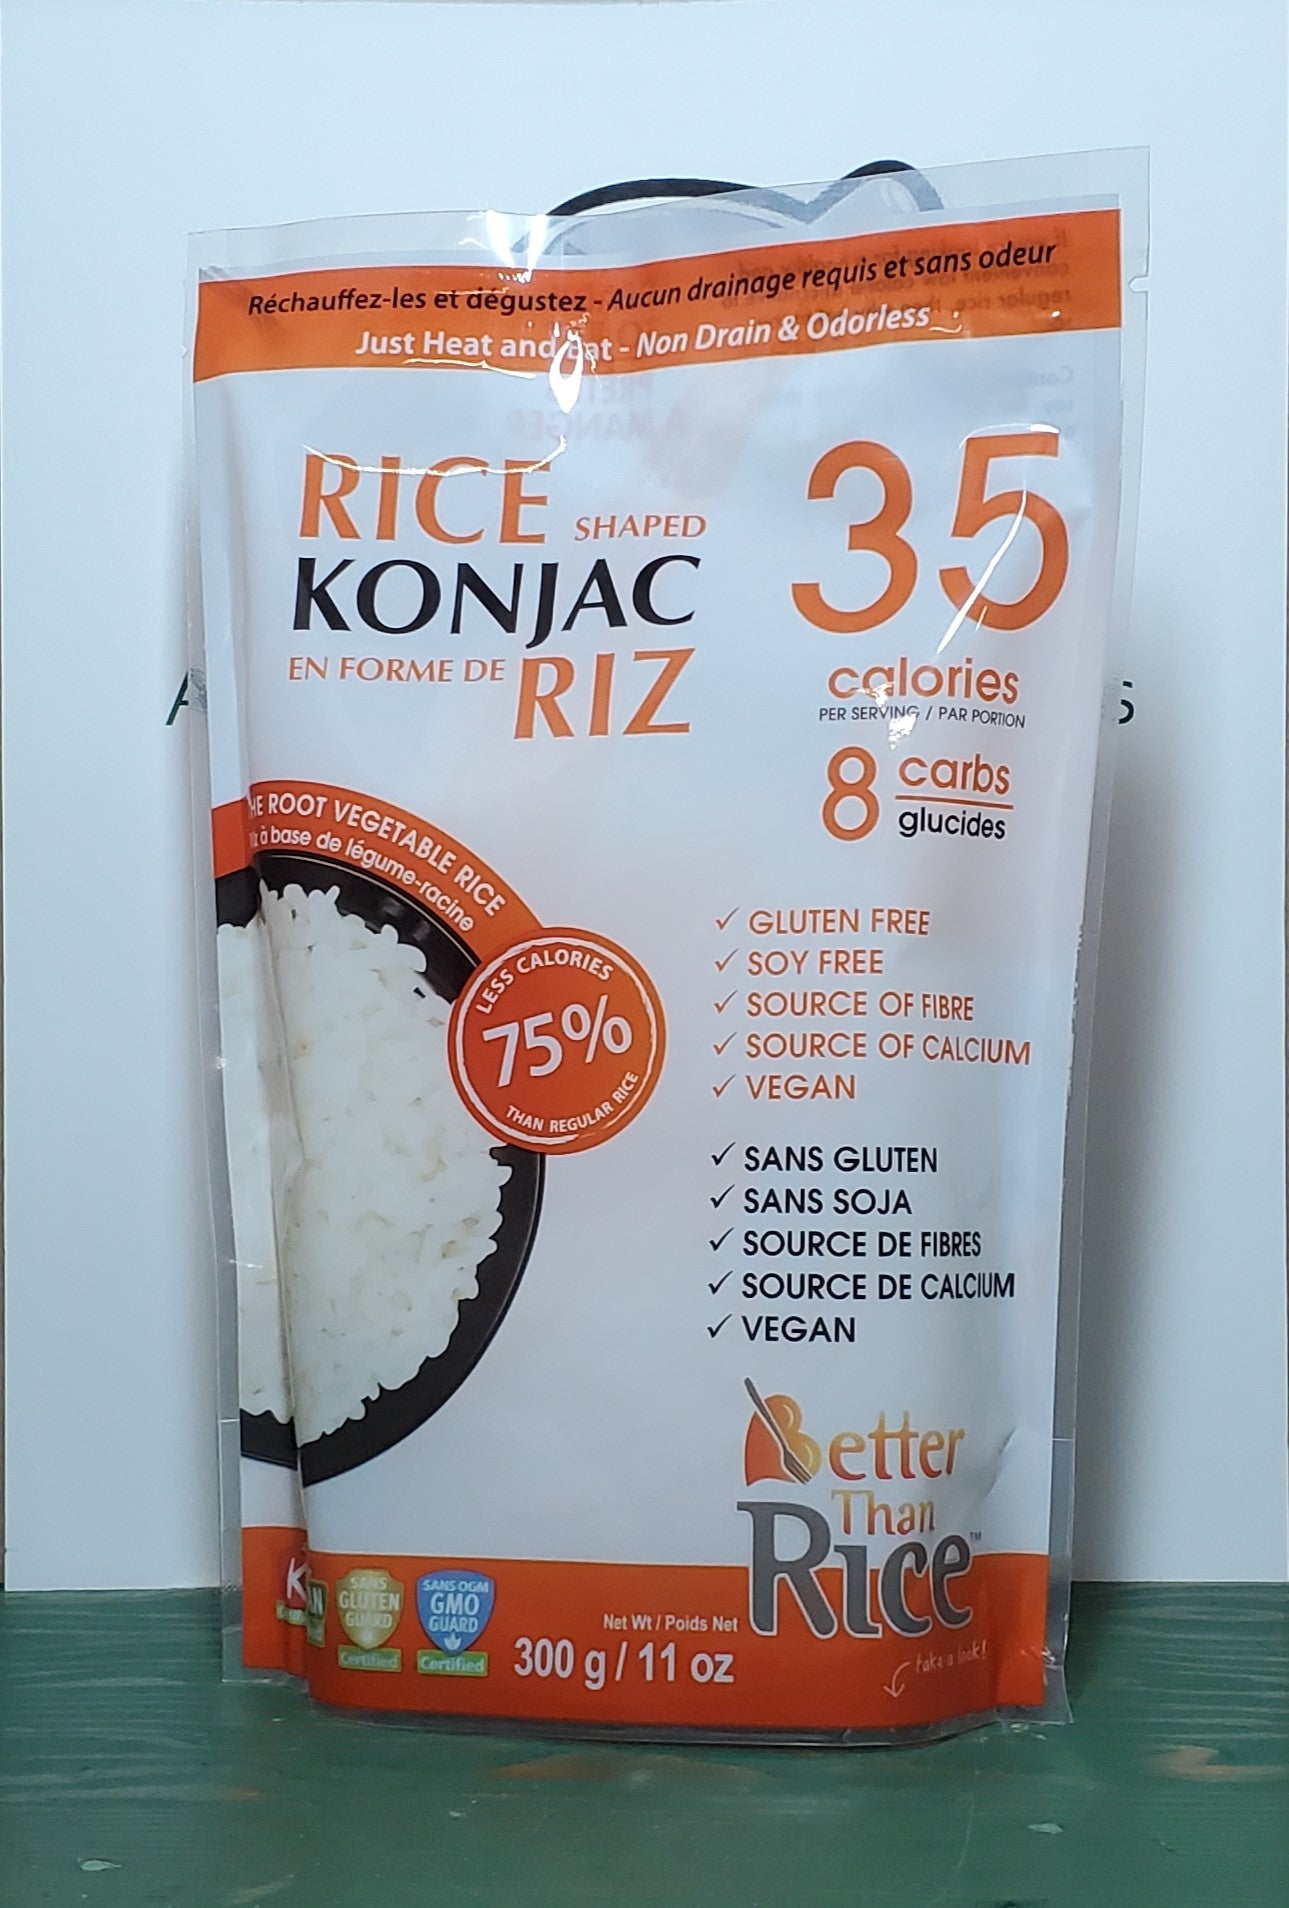 Réchauffez-les et dégustez - Aucun drainage requis et sans odeur
Just Heat and Eat - Non Drain & Odorless
RICE SHAPED
KONJAC
EN FORME DE RIZ
35
calories
PER SERVING / PAR PORTION
8 carbs
glucides
THE ROOT VEGETABLE RICE
à base de légume-racine
LESS CALORIES
75%
THAN REGULAR RICE
✓ GLUTEN FREE
✓ SOY FREE
✓ SOURCE OF FIBRE
✓ SOURCE OF CALCIUM
✓ VEGAN
✓ SANS GLUTEN
✓ SANS SOJA
✓ SOURCE DE FIBRES
✓ SOURCE DE CALCIUM
✓ VEGAN
Better
Than
Rice™
take a look!
SANS
GLUTEN
GUARD
Certified
SANS OGM
GMO
GUARD
Certified
Net Wt / Poids Net
300 g / 11 oz